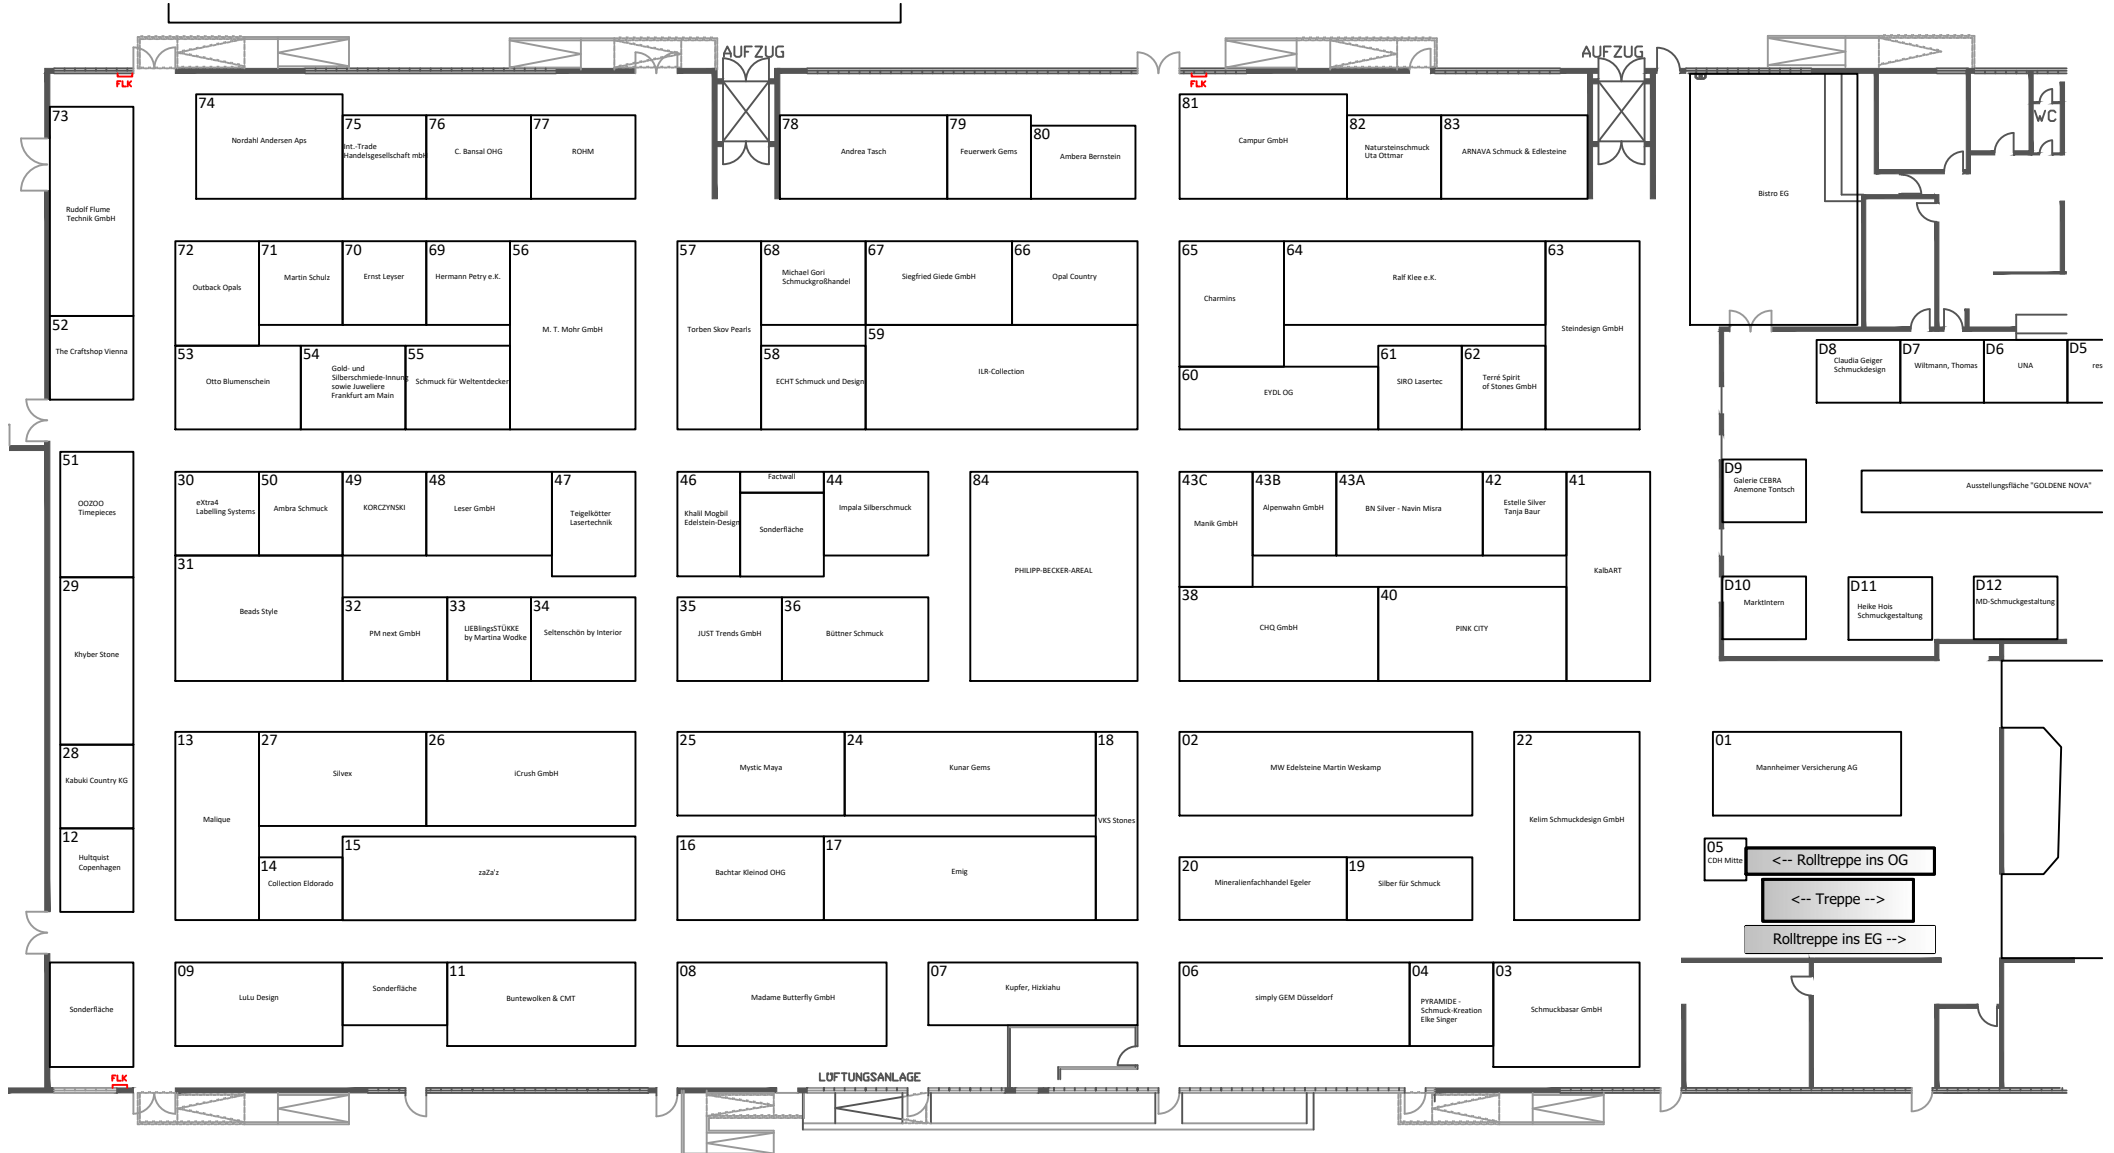 AUFZUG
AUFZUG
FLK
FLK
WC
73
Rudolf Flume
Technik GmbH
74
Nordahl Andersen Aps
75
Int.-Trade
Handelsgesellschaft mbH
76
C. Bansal OHG
77
ROHM
78
Andrea Tasch
79
Feuerwerk Gems
80
Ambera Bernstein
81
Campur GmbH
82
Natursteinschmuck
Uta Ottmar
83
ARNAVA Schmuck & Edlesteine
Bistro EG
72
Outback Opals
71
Martin Schulz
70
Ernst Leyser
69
Hermann Petry e.K.
56
M. T. Mohr GmbH
57
Torben Skov Pearls
68
Michael Gori
Schmuckgroßhandel
67
Siegfried Giede GmbH
66
Opal Country
65
Charmins
64
Ralf Klee e.K.
63
Steindesign GmbH
52
The Craftshop Vienna
53
Otto Blumenschein
54
Gold- und
Silberschmiede-Innung
sowie Juweliere
Frankfurt am Main
55
Schmuck für Weltentdecker
58
ECHT Schmuck und Design
59
ILR-Collection
60
EYDL OG
61
SIRO Lasertec
62
Terré Spirit
of Stones GmbH
D8
Claudia Geiger
Schmuckdesign
D7
Wiltmann, Thomas
D6
UNA
D5
res
51
OOZOO
Timepieces
30
eXtra4
Labelling Systems
50
Ambra Schmuck
49
KORCZYNSKI
48
Leser GmbH
47
Teigelkötter
Lasertechnik
46
Khalil Mogbil
Edelstein-Design
Factwall
Sonderfläche
44
Impala Silberschmuck
84
PHILIPP-BECKER-AREAL
43C
Manik GmbH
43B
Alpenwahn GmbH
43A
BN Silver - Navin Misra
42
Estelle Silver
Tanja Baur
41
KalbART
D9
Galerie CEBRA
Anemone Tontsch
Ausstellungsfläche "GOLDENE NOVA"
29
Khyber Stone
31
Beads Style
32
PM next GmbH
33
LIEBlingsSTÜKKE
by Martina Wodke
34
Seltenschön by Interior
35
JUST Trends GmbH
36
Büttner Schmuck
38
CHQ GmbH
40
PINK CITY
D10
MarktIntern
D11
Heike Hois
Schmuckgestaltung
D12
MD-Schmuckgestaltung
28
Kabuki Country KG
13
Malique
27
Silvex
26
iCrush GmbH
25
Mystic Maya
24
Kunar Gems
18
VKS Stones
02
MW Edelsteine Martin Weskamp
22
Kelim Schmuckdesign GmbH
01
Mannheimer Versicherung AG
12
Hultquist
Copenhagen
14
Collection Eldorado
15
zaZa'z
16
Bachtar Kleinod OHG
17
Emig
20
Mineralienfachhandel Egeler
19
Silber für Schmuck
05
CDH Mitte
<-- Rolltreppe ins OG
<-- Treppe -->
Rolltreppe ins EG -->
Sonderfläche
09
LuLu Design
Sonderfläche
11
Buntewolken & CMT
08
Madame Butterfly GmbH
07
Kupfer, Hizkiahu
06
simply GEM Düsseldorf
04
PYRAMIDE -
Schmuck-Kreation
Elke Singer
03
Schmuckbasar GmbH
FLK
LÜFTUNGSANLAGE